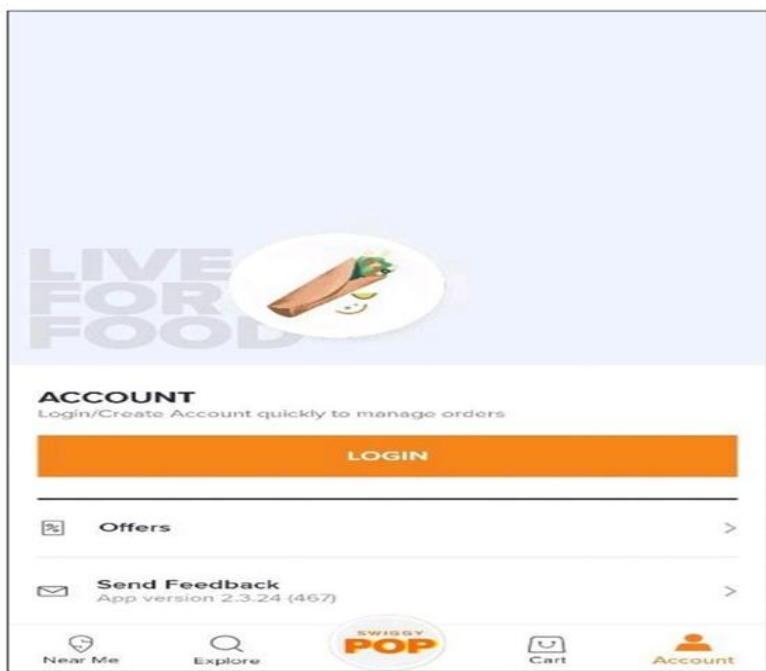 LIVE
FOR
FOOD
ACCOUNT
Login/Create Account quickly to manage orders
LOGIN
Offers
Send Feedback
App version 2.3.24 (467)
SWIGGY
POP
Near Me
Explore
Cart
Account